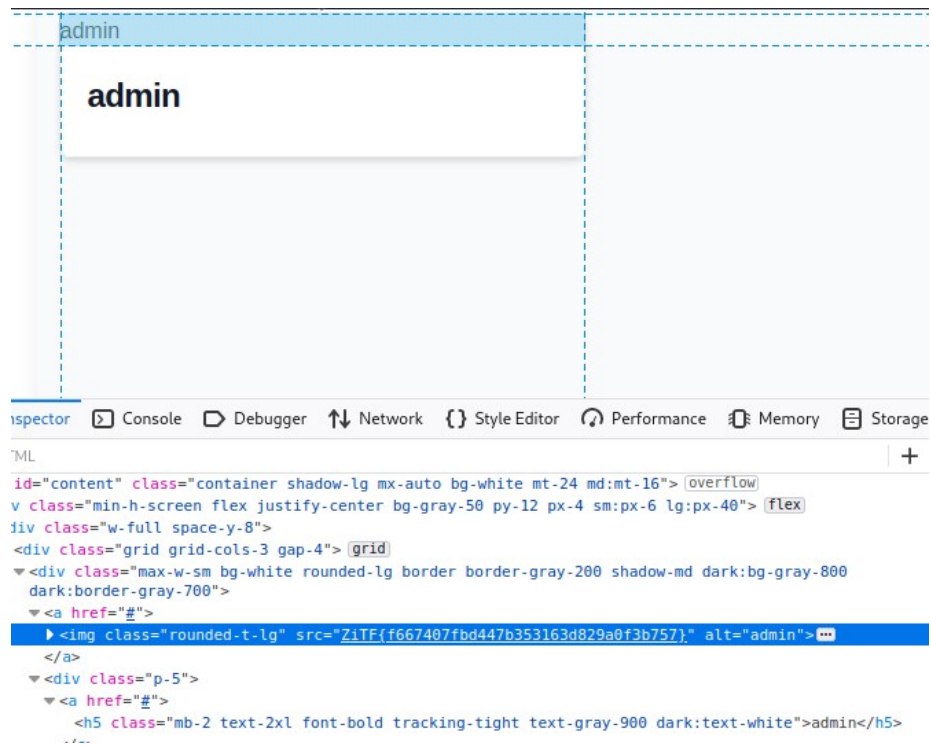 admin
admin
nspector Console Debugger Network Style Editor Performance Memory Storage
TML +
id="content" class="container shadow-lg mx-auto bg-white mt-24 md:mt-16"> overflow
v class="min-h-screen flex justify-center bg-gray-50 py-12 px-4 sm:px-6 lg:px-40"> flex
div class="w-full space-y-8">
<div class="grid grid-cols-3 gap-4"> grid
<div class="max-w-sm bg-white rounded-lg border border-gray-200 shadow-md dark:bg-gray-800
dark:border-gray-700">
<a href="#">
<img class="rounded-t-lg" src="ZiTF{f667407fbd447b353163d829a0f3b757}" alt="admin">
</a>
<div class="p-5">
<a href="#">
<h5 class="mb-2 text-2xl font-bold tracking-tight text-gray-900 dark:text-white">admin</h5>